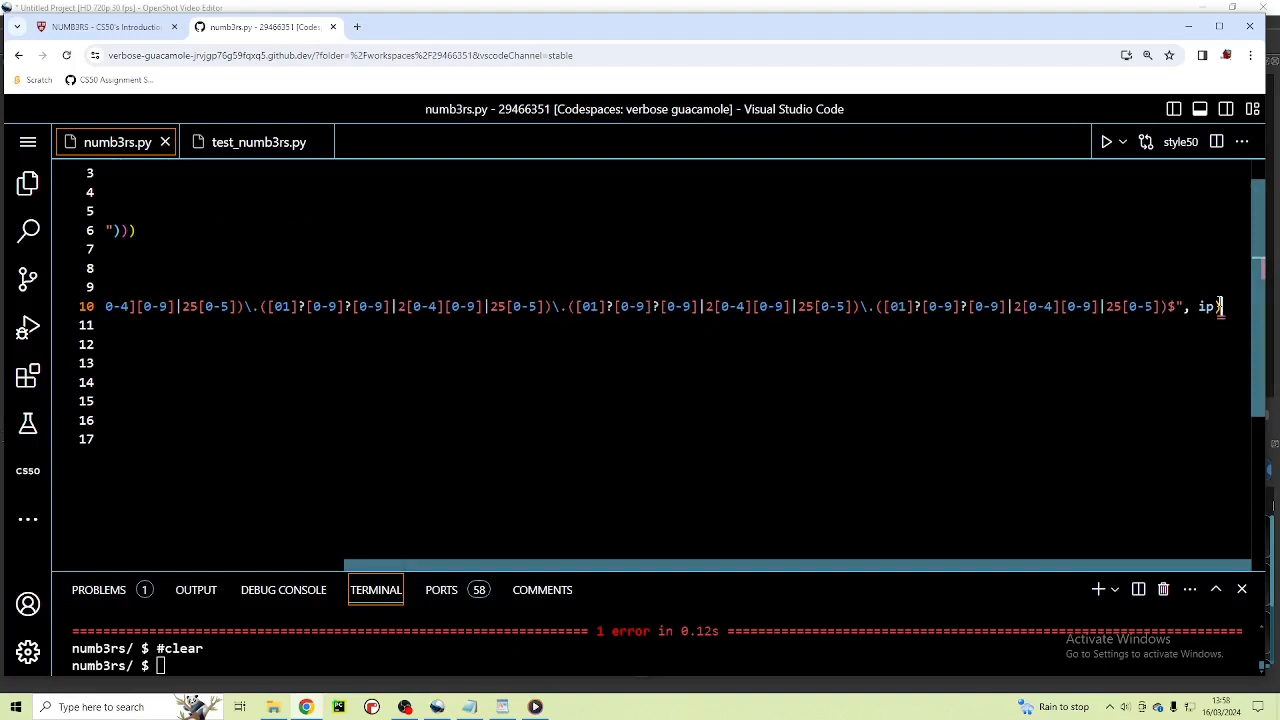 * Untitled Project [HD 720p 30 fps] - OpenShot Video Editor
NUMB3RS - CS50's Introduction
numb3rs.py - 29466351 [Codes
verbose-guacamole-jrvjgp76g59fqxq5.github.dev/?folder=%2Fworkspaces%2F29466351&vscodeChannel=stable
Scratch
CS50 Assignment S...
numb3rs.py - 29466351 [Codespaces: verbose guacamole] - Visual Studio Code
numb3rs.py
test_numb3rs.py
style50
3
4
5
6 ")))
7
8
9
10 0-4][0-9]|25[0-5])\.([01]?[0-9]?[0-9]|2[0-4][0-9]|25[0-5])\.([01]?[0-9]?[0-9]|2[0-4][0-9]|25[0-5])\.([01]?[0-9]?[0-9]|2[0-4][0-9]|25[0-5])$", ip)
11
12
13
14
15
16
17
CS50
PROBLEMS 1 OUTPUT DEBUG CONSOLE TERMINAL PORTS 58 COMMENTS
1 error in 0.12s
numb3rs/ $ #clear
numb3rs/ $
Activate Windows
Go to Settings to activate Windows.
Type here to search
Rain to stop
13:58
16/03/2024